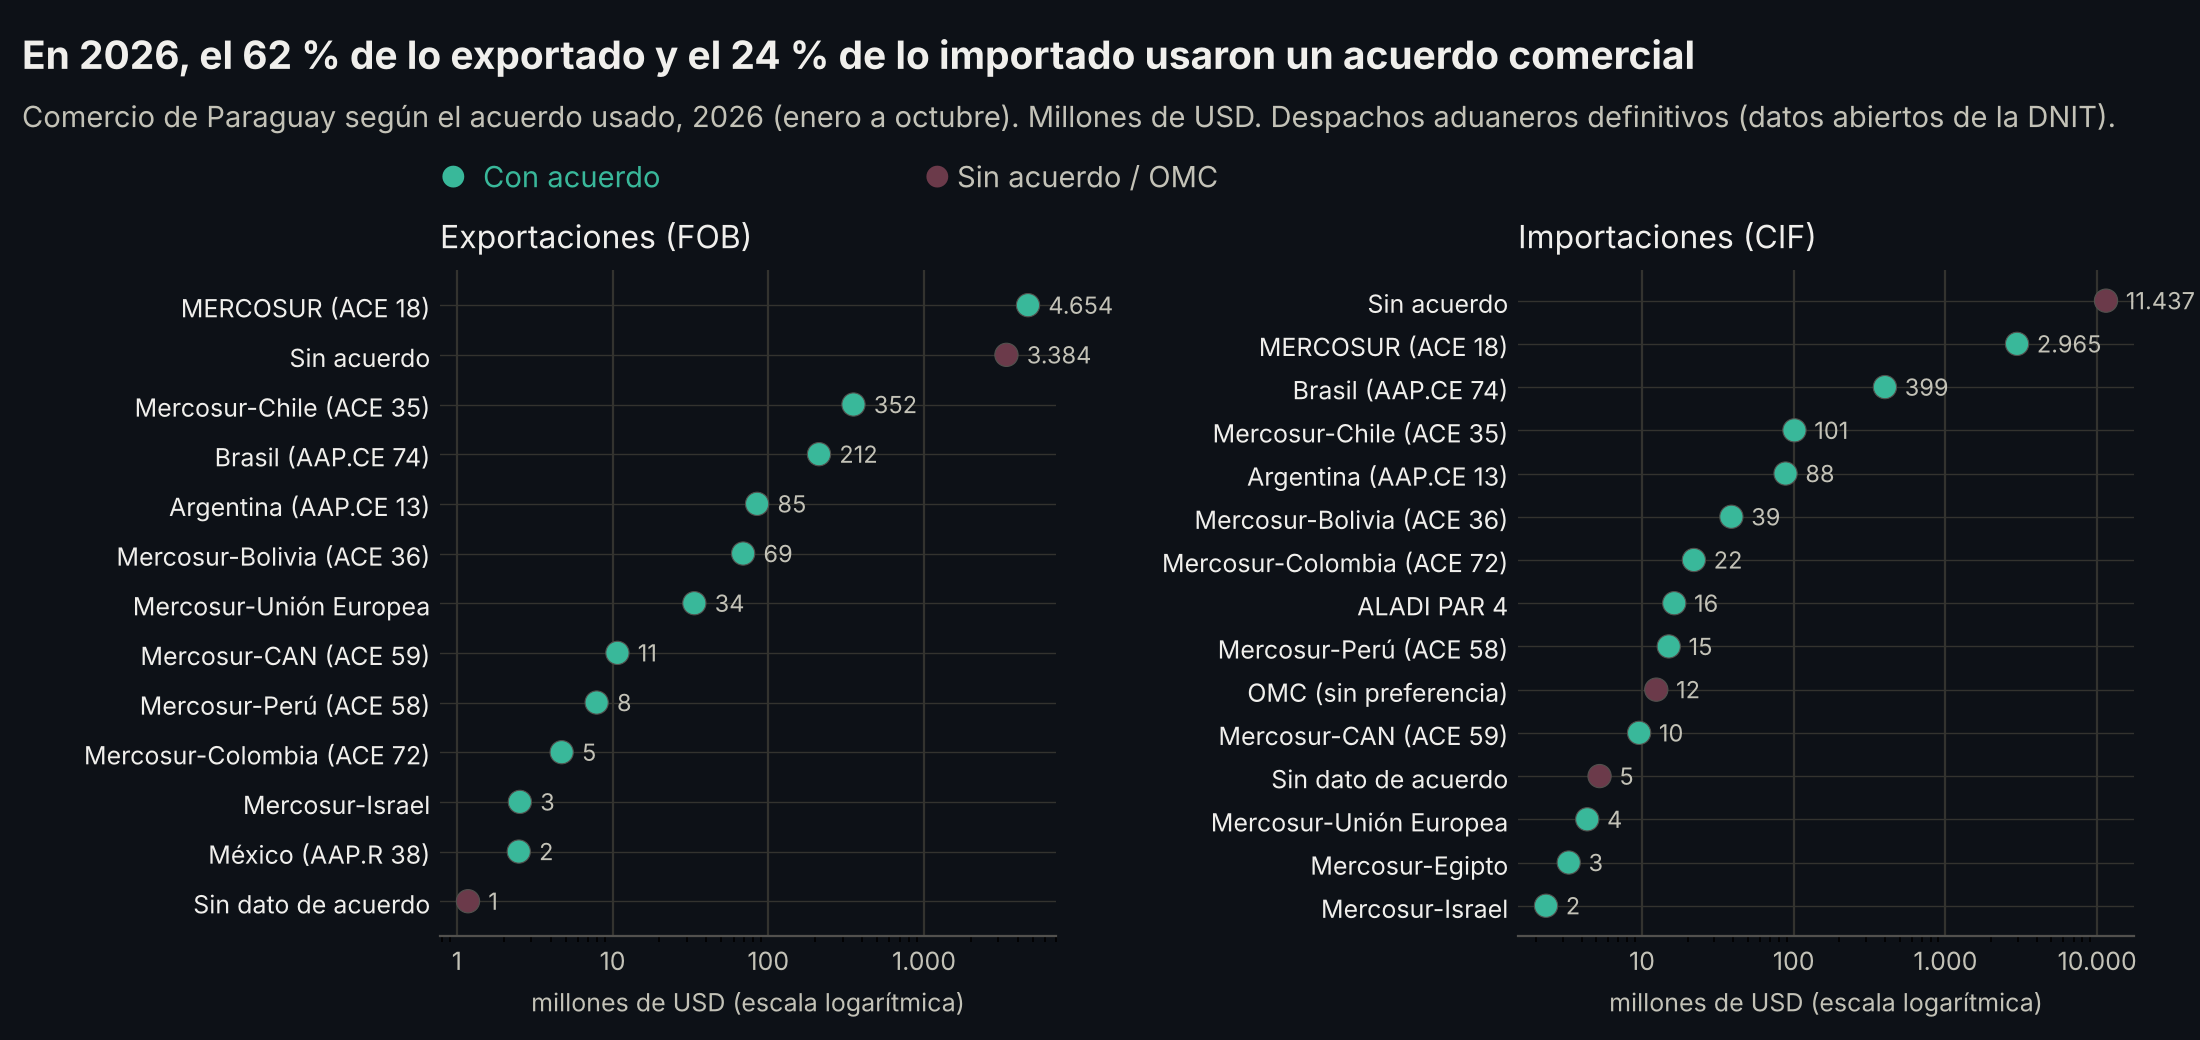 En 2026, el 62 % de lo exportado y el 24 % de lo importado usaron un acuerdo comercial
Comercio de Paraguay según el acuerdo usado, 2026 (enero a octubre). Millones de USD. Despachos aduaneros definitivos (datos abiertos de la DNIT).
Con acuerdo
Sin acuerdo / OMC
Exportaciones (FOB)
MERCOSUR (ACE 18) 4.654
Sin acuerdo 3.384
Mercosur-Chile (ACE 35) 352
Brasil (AAP.CE 74) 212
Argentina (AAP.CE 13) 85
Mercosur-Bolivia (ACE 36) 69
Mercosur-Unión Europea 34
Mercosur-CAN (ACE 59) 11
Mercosur-Perú (ACE 58) 8
Mercosur-Colombia (ACE 72) 5
Mercosur-Israel 3
México (AAP.R 38) 2
Sin dato de acuerdo 1
1 10 100 1.000
millones de USD (escala logarítmica)
Importaciones (CIF)
Sin acuerdo 11.437
MERCOSUR (ACE 18) 2.965
Brasil (AAP.CE 74) 399
Mercosur-Chile (ACE 35) 101
Argentina (AAP.CE 13) 88
Mercosur-Bolivia (ACE 36) 39
Mercosur-Colombia (ACE 72) 22
ALADI PAR 4 16
Mercosur-Perú (ACE 58) 15
OMC (sin preferencia) 12
Mercosur-CAN (ACE 59) 10
Sin dato de acuerdo 5
Mercosur-Unión Europea 4
Mercosur-Egipto 3
Mercosur-Israel 2
10 100 1.000 10.000
millones de USD (escala logarítmica)